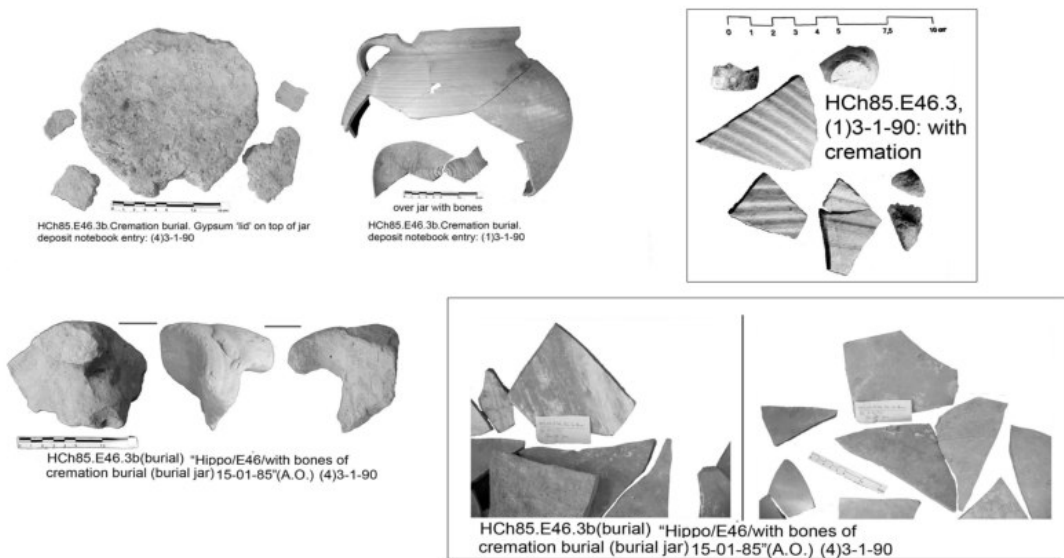 HCh85.E46.3b.Cremation burial. Gypsum 'lid' on top of jar
deposit notebook entry: (4)3-1-90
over jar with bones
HCh85.E46.3b.Cremation burial.
deposit notebook entry: (1)3-1-90
0 1 2 3 4 5 7,5
HCh85.E46.3,
(1)3-1-90: with
cremation
HCh85.E46.3b(burial) "Hippo/E46/with bones of
cremation burial (burial jar) 15-01-85"(A.O.) (4)3-1-90
HCh85.E46.3b(burial) "Hippo/E46/with bones of
cremation burial (burial jar) 15-01-85"(A.O.) (4)3-1-90